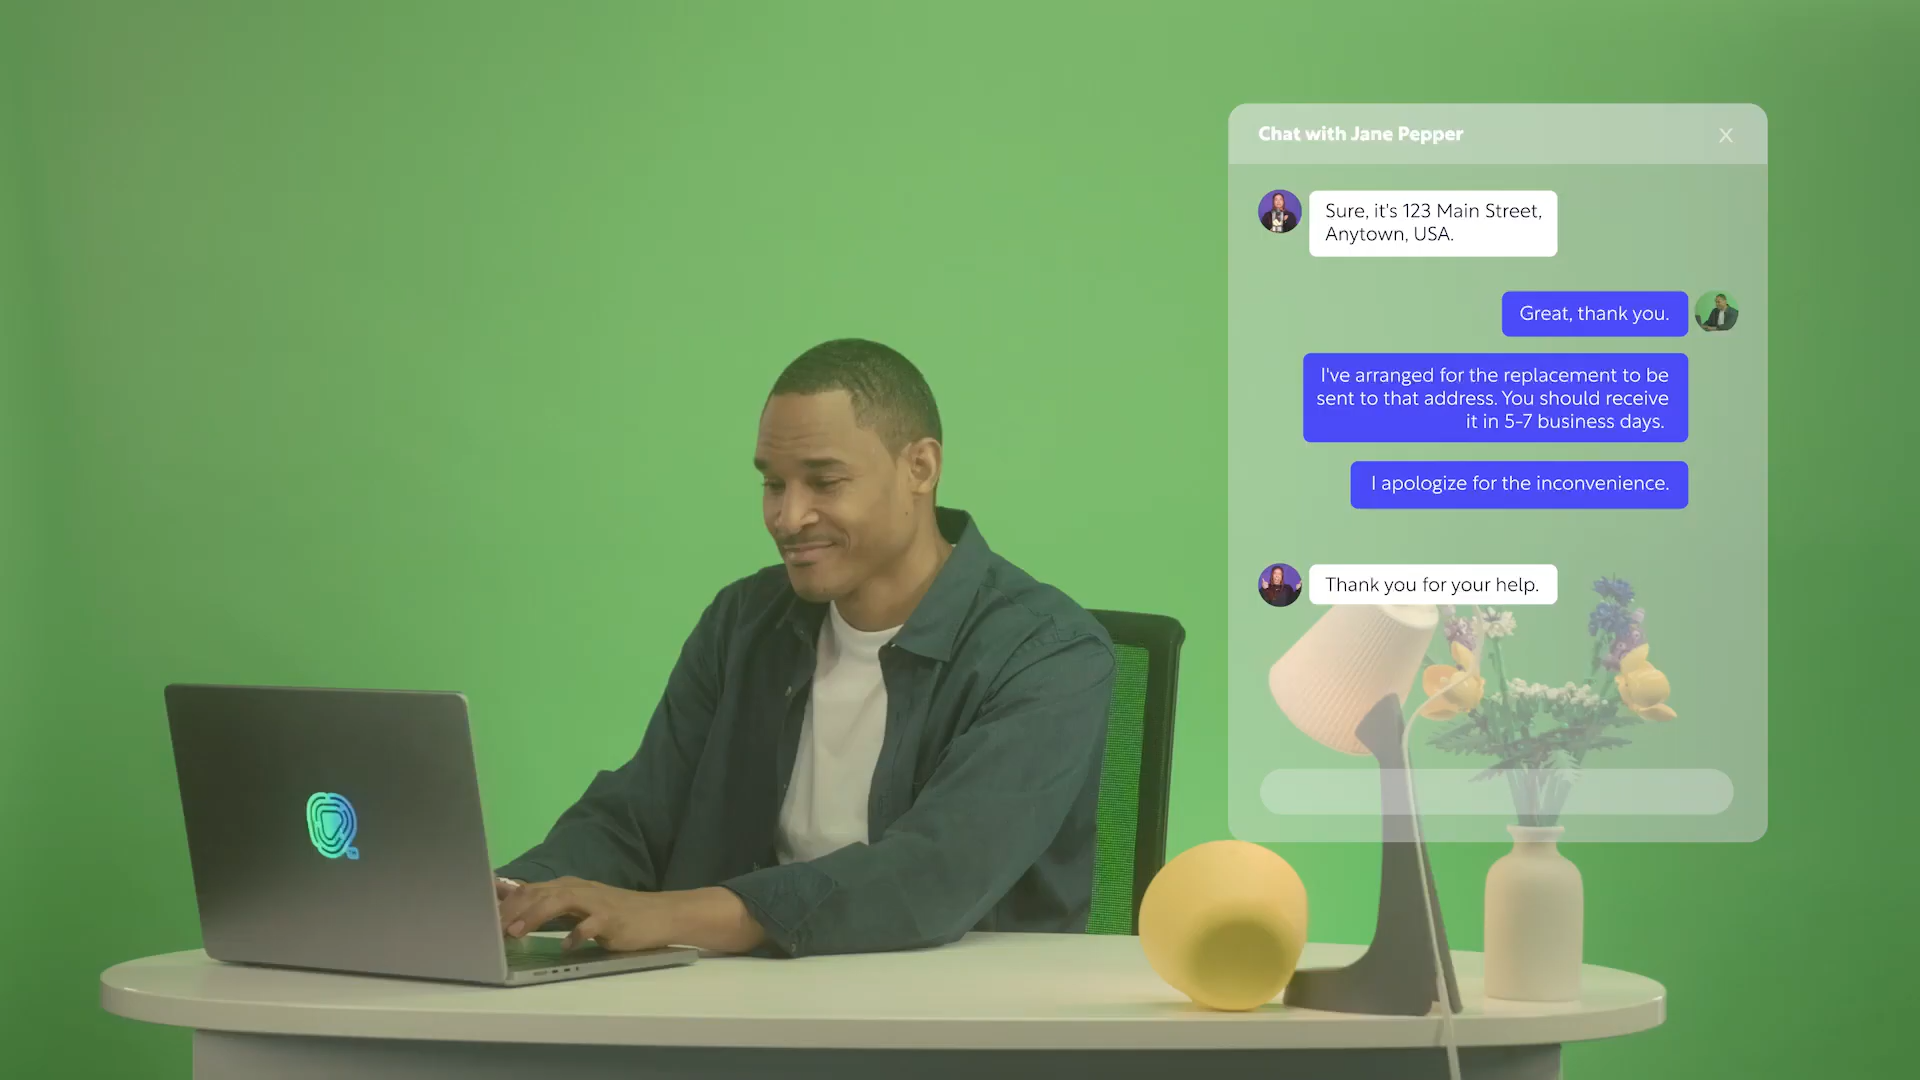 Chat with Jane Pepper
Sure, it's 123 Main Street,
Anytown, USA.
Great, thank you.
I've arranged for the replacement to be
sent to that address. You should receive
it in 5-7 business days.
I apologize for the inconvenience.
Thank you for your help.